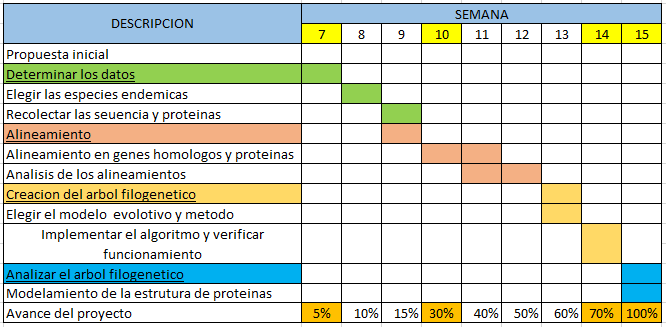 DESCRIPCION SEMANA
7 8 9 10 11 12 13 14 15
Propuesta inicial
Determinar los datos
Elegir las especies endemicas
Recolectar las seuencia y proteinas
Alineamiento
Alineamiento en genes homologos y proteinas
Analisis de los alineamientos
Creacion del arbol filogenetico
Elegir el modelo evolotivo y metodo
Implementar el algoritmo y verificar
funcionamiento
Analizar el arbol filogenetico
Modelamiento de la estrutura de proteinas
Avance del proyecto 5% 10% 15% 30% 40% 50% 60% 70% 100%